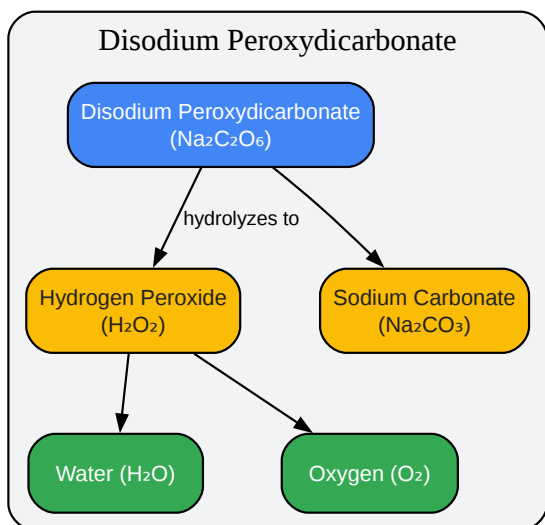 Disodium Peroxydicarbonate
Disodium Peroxydicarbonate
(Na₂C₂O₆)
hydrolyzes to
Hydrogen Peroxide
(H₂O₂)
Sodium Carbonate
(Na₂CO₃)
Water (H₂O)
Oxygen (O₂)